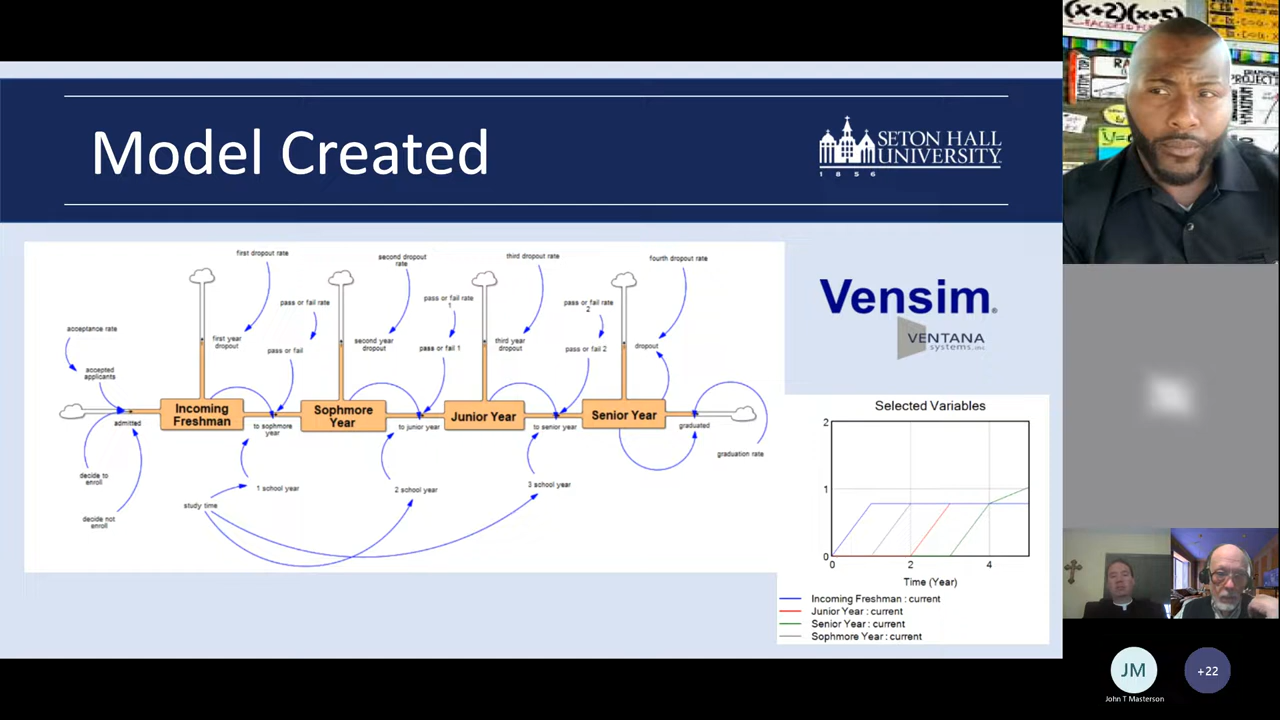 Model Created
SETON HALL
UNIVERSITY
1 8 5 6
first dropout rate
second dropout
rate
third dropout rate
fourth dropout rate
pass or fail rate
pass or fail rate
1
pass or fail rate
2
acceptance rate
first year
dropout
pass or fail
second year
dropout
pass or fail 1
third year
dropout
pass or fail 2
dropout
accepted
applicants
admitted
Incoming
Freshman
to sophmore
year
Sophmore
Year
to junior year
Junior Year
to senior year
Senior Year
graduated
graduation rate
decide to
enroll
decide not
enroll
study time
1 school year
2 school year
3 school year
Vensim
VENTANA
systems, inc.
Selected Variables
2
1
0
0
2
4
Time (Year)
Incoming Freshman : current
Junior Year : current
Senior Year : current
Sophmore Year : current
(x+2)(x+5)
JM
John T Masterson
+22